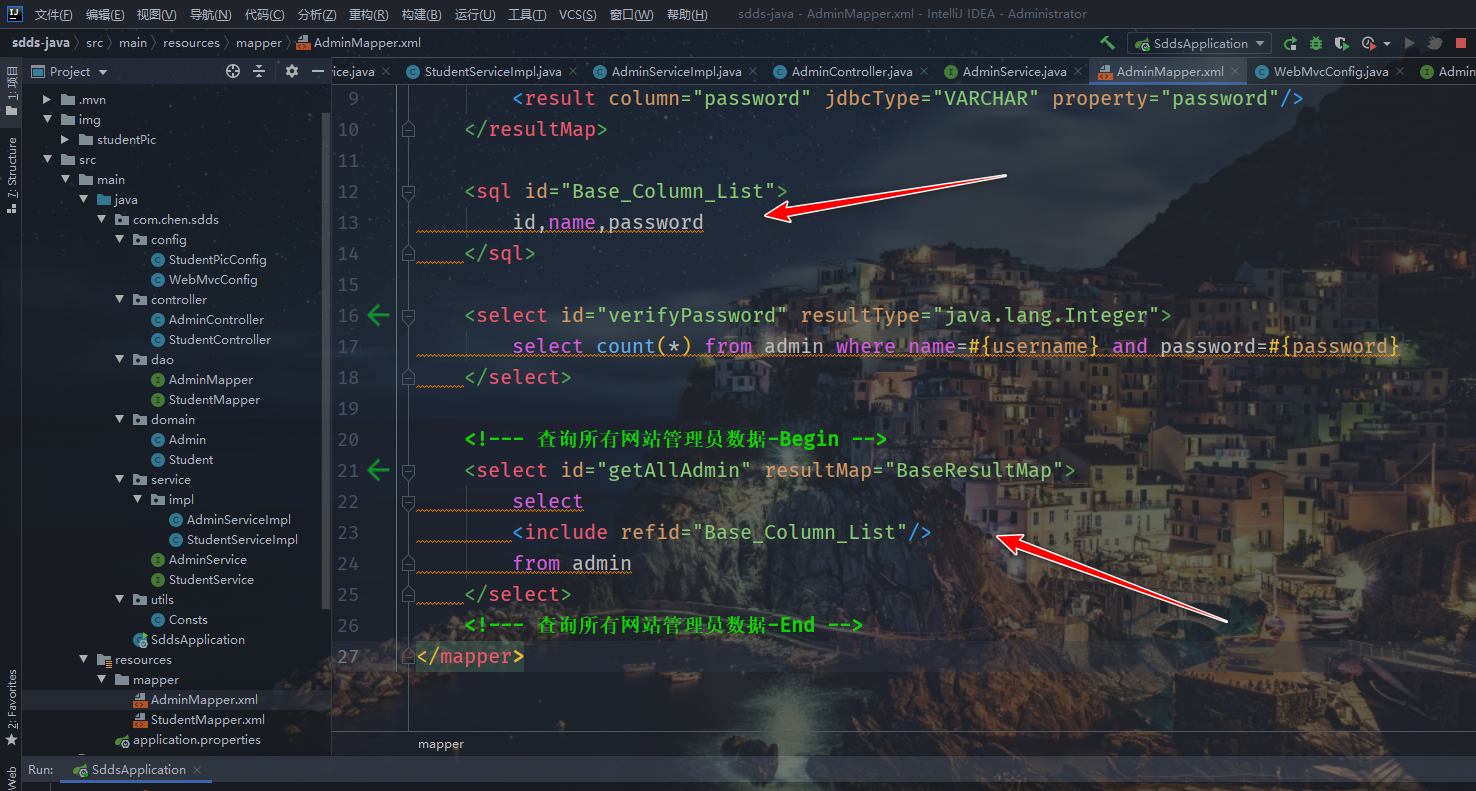 文件(F) 编辑(E) 视图(V) 导航(N) 代码(C) 分析(Z) 重构(R) 构建(B) 运行(U) 工具(T) VCS(S) 窗口(W) 帮助(H) sdds-java - AdminMapper.xml - IntelliJ IDEA - Administrator
sdds-java src main resources mapper AdminMapper.xml SddsApplication
Project ice.java StudentServiceImpl.java AdminServiceImpl.java AdminController.java AdminService.java AdminMapper.xml WebMvcConfig.java Admin
1: 项目
7: Structure
2: Favorites
Web
.mvn
img
studentPic
src
main
java
com.chen.sdds
config
StudentPicConfig
WebMvcConfig
controller
AdminController
StudentController
dao
AdminMapper
StudentMapper
domain
Admin
Student
service
impl
AdminServiceImpl
StudentServiceImpl
AdminService
StudentService
utils
Consts
SddsApplication
resources
mapper
AdminMapper.xml
StudentMapper.xml
application.properties
9 <result column="password" jdbcType="VARCHAR" property="password"/>
10 </resultMap>
11
12 <sql id="Base_Column_List">
13 id,name,password
14 </sql>
15
16 <select id="verifyPassword" resultType="java.lang.Integer">
17 select count(*) from admin where name=#{username} and password=#{password}
18 </select>
19
20 <!--- 查询所有网站管理员数据-Begin -->
21 <select id="getAllAdmin" resultMap="BaseResultMap">
22 select
23 <include refid="Base_Column_List"/>
24 from admin
25 </select>
26 <!--- 查询所有网站管理员数据-End -->
27 </mapper>
mapper
Run: SddsApplication